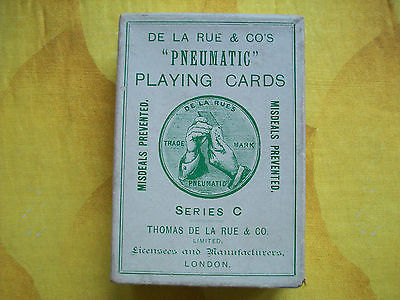 DE LA RUE & CO'S
"PNEUMATIC"
PLAYING CARDS
MISDEALS PREVENTED.
DE LA RUE'S
TRADE MARK
PNEUMATIC
MISDEALS PREVENTED.
SERIES C
THOMAS DE LA RUE & CO.
LIMITED.
Licensees and Manufacturers,
LONDON.